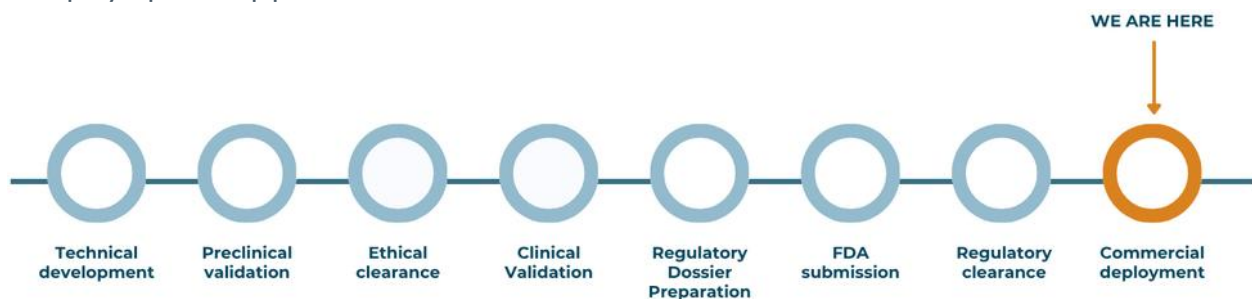 WE ARE HERE
Technical development
Preclinical validation
Ethical clearance
Clinical Validation
Regulatory Dossier Preparation
FDA submission
Regulatory clearance
Commercial deployment